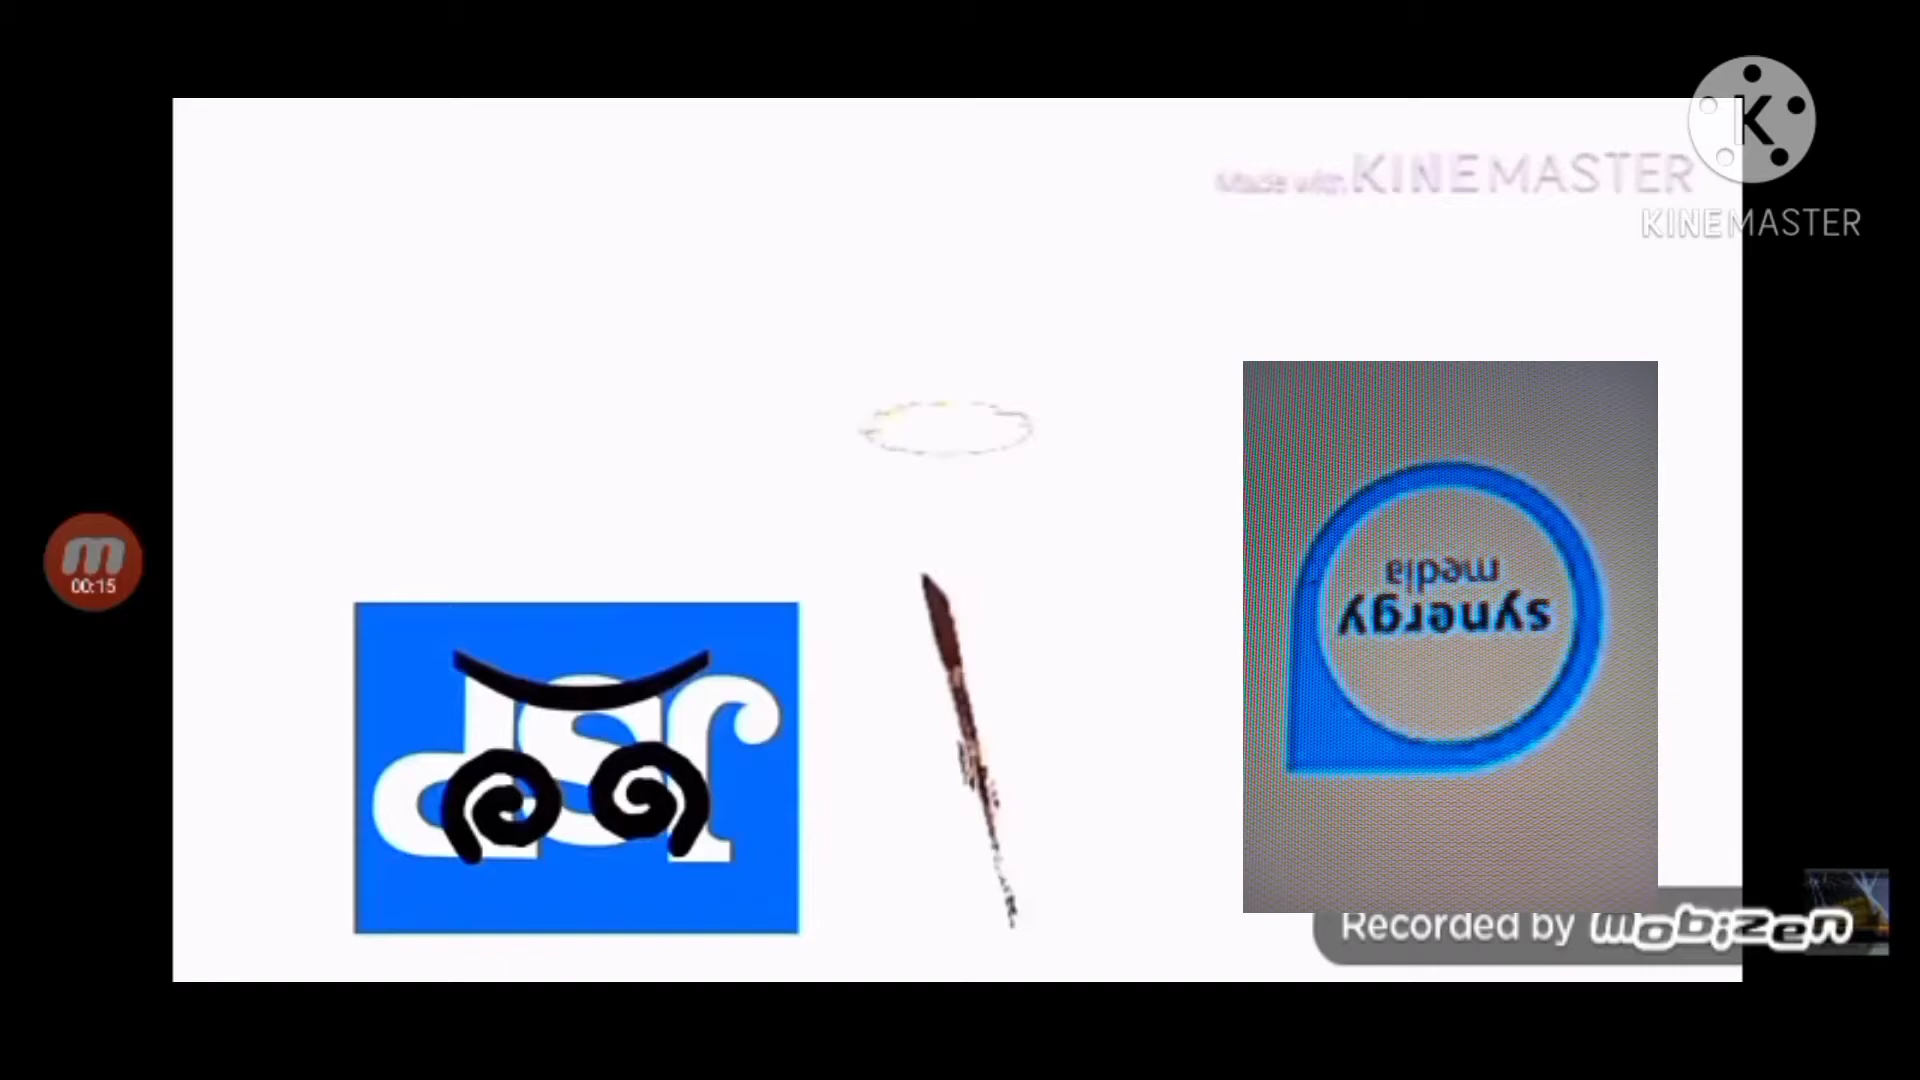 Made with KINEMASTER
K
KINEMASTER
m
00:15
synergy
media
Recorded by mobizen